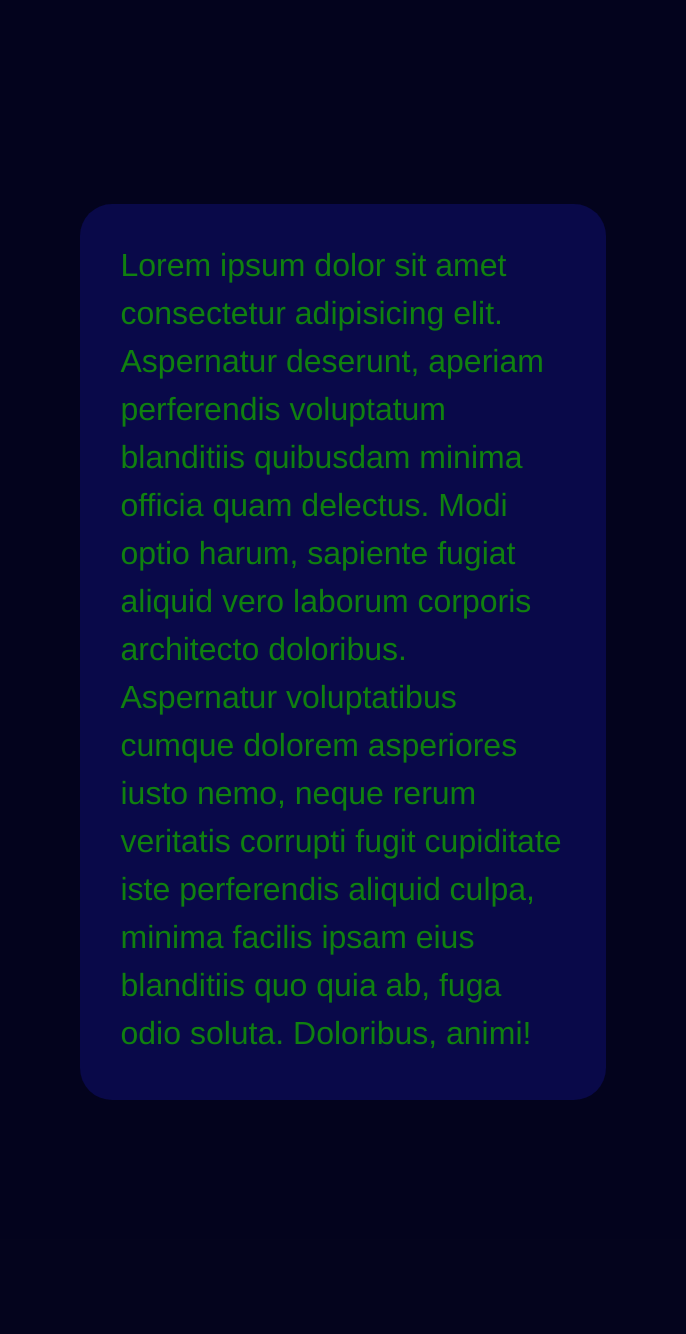 Lorem ipsum dolor sit amet
consectetur adipisicing elit.
Aspernatur deserunt, aperiam
perferendis voluptatum
blanditiis quibusdam minima
officia quam delectus. Modi
optio harum, sapiente fugiat
aliquid vero laborum corporis
architecto doloribus.
Aspernatur voluptatibus
cumque dolorem asperiores
iusto nemo, neque rerum
veritatis corrupti fugit cupiditate
iste perferendis aliquid culpa,
minima facilis ipsam eius
blanditiis quo quia ab, fuga
odio soluta. Doloribus, animi!